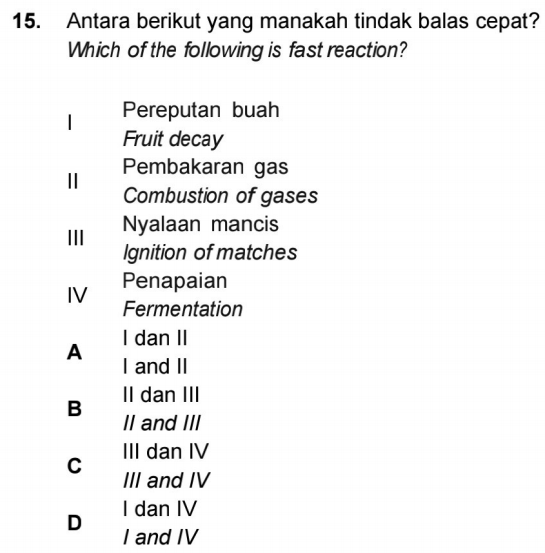 15. Antara berikut yang manakah tindak balas cepat?
Which of the following is fast reaction?
I Pereputan buah
Fruit decay
II Pembakaran gas
Combustion of gases
III Nyalaan mancis
Ignition of matches
IV Penapaian
Fermentation
A I dan II
I and II
B II dan III
II and III
C III dan IV
III and IV
D I dan IV
I and IV